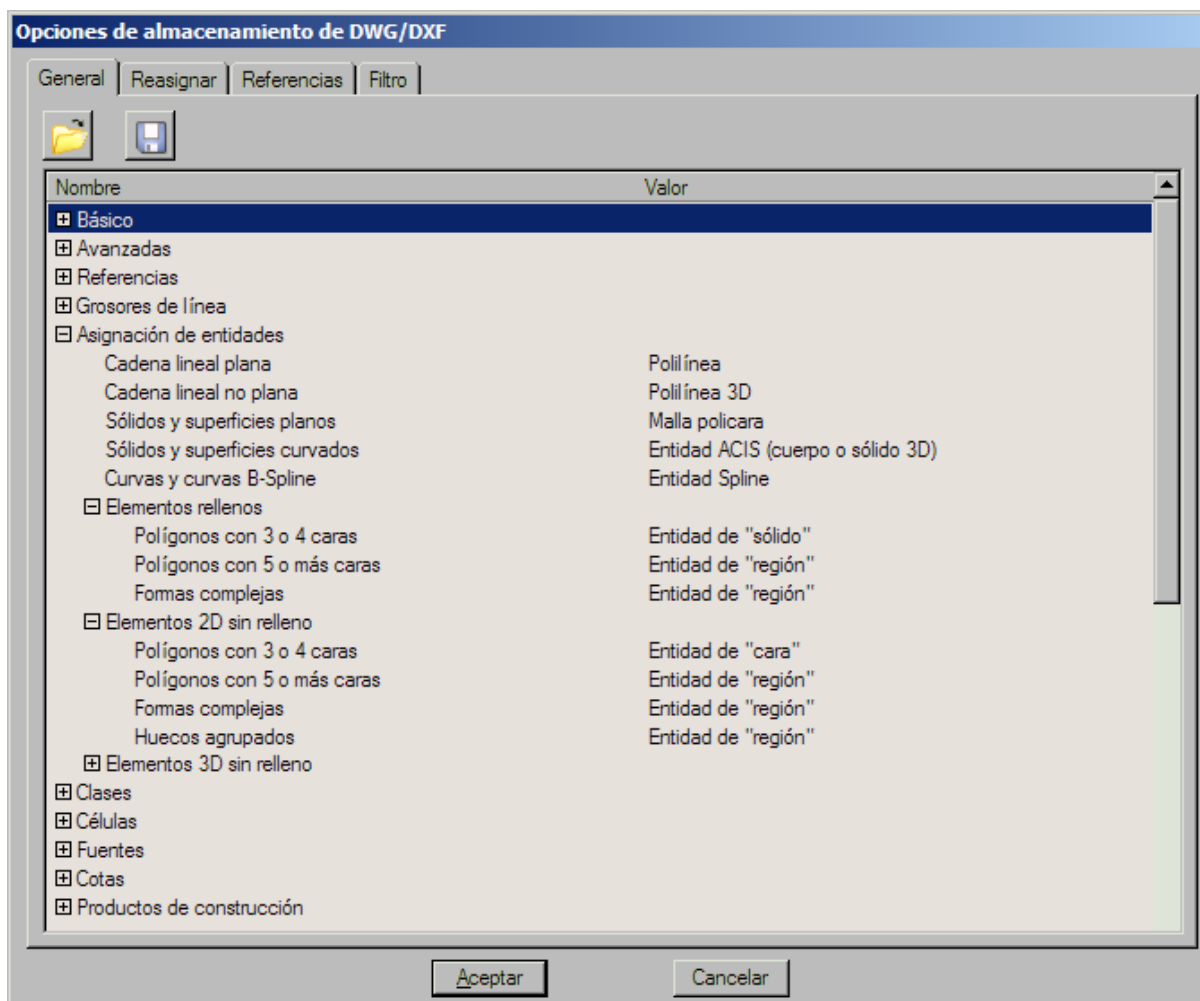 Opciones de almacenamiento de DWG/DXF
General Reasignar Referencias Filtro
Nombre Valor
Básico
Avanzadas
Referencias
Grosores de línea
Asignación de entidades
Cadena lineal plana Polilínea
Cadena lineal no plana Polilínea 3D
Sólidos y superficies planos Malla policara
Sólidos y superficies curvados Entidad ACIS (cuerpo o sólido 3D)
Curvas y curvas B-Spline Entidad Spline
Elementos rellenos
Polígonos con 3 o 4 caras Entidad de "sólido"
Polígonos con 5 o más caras Entidad de "región"
Formas complejas Entidad de "región"
Elementos 2D sin relleno
Polígonos con 3 o 4 caras Entidad de "cara"
Polígonos con 5 o más caras Entidad de "región"
Formas complejas Entidad de "región"
Huecos agrupados Entidad de "región"
Elementos 3D sin relleno
Clases
Células
Fuentes
Cotas
Productos de construcción
Aceptar Cancelar